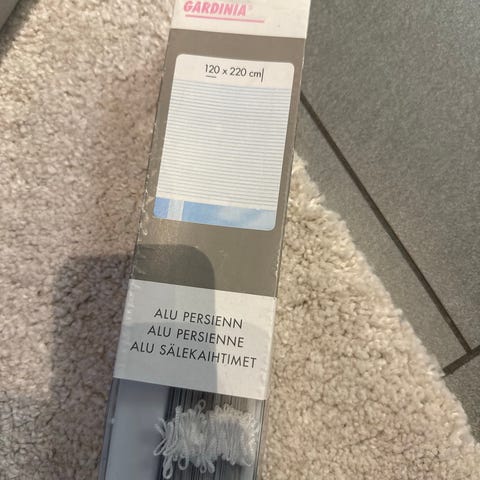 GARDINIA®
120 x 220 cm
ALU PERSIENN
ALU PERSIENNE
ALU SÄLEKAIHTIMET